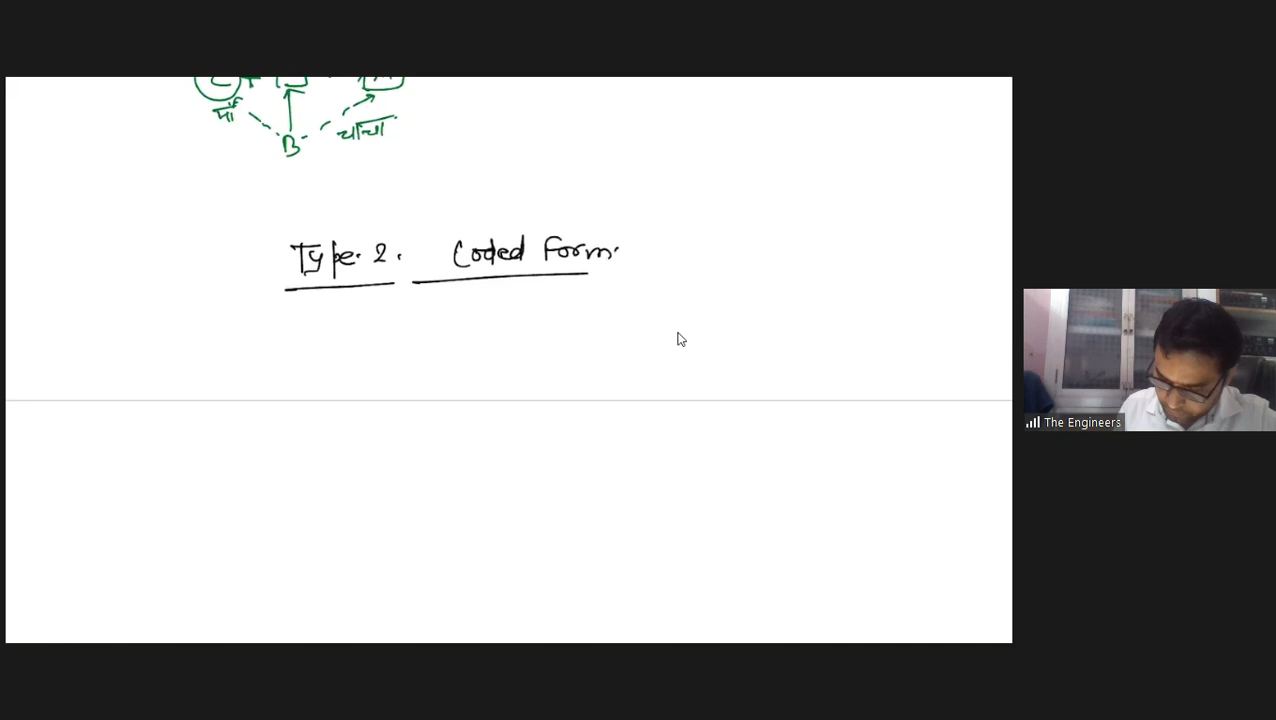 माँ
चाचा
B
Type. 2. Coded Form.
The Engineers